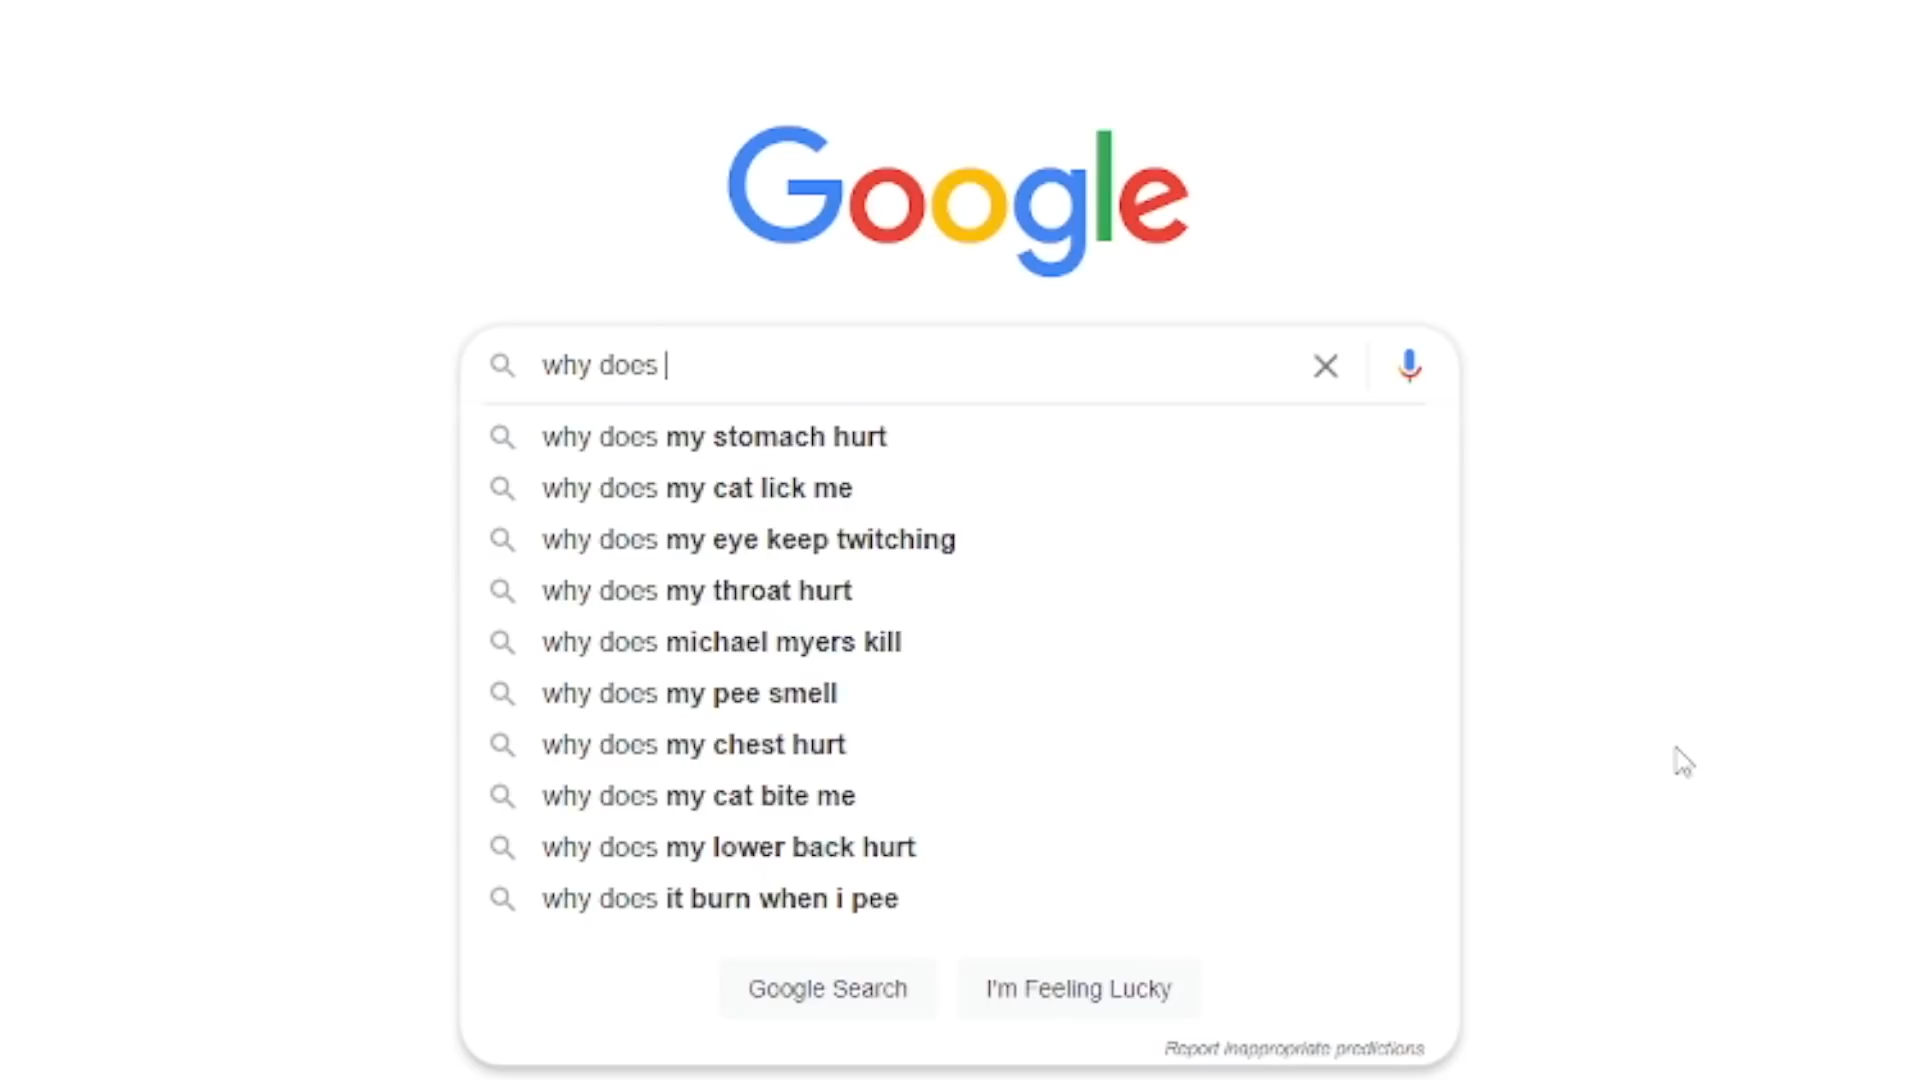 Google
why does
why does my stomach hurt
why does my cat lick me
why does my eye keep twitching
why does my throat hurt
why does michael myers kill
why does my pee smell
why does my chest hurt
why does my cat bite me
why does my lower back hurt
why does it burn when i pee
Google Search I'm Feeling Lucky
Report inappropriate predictions